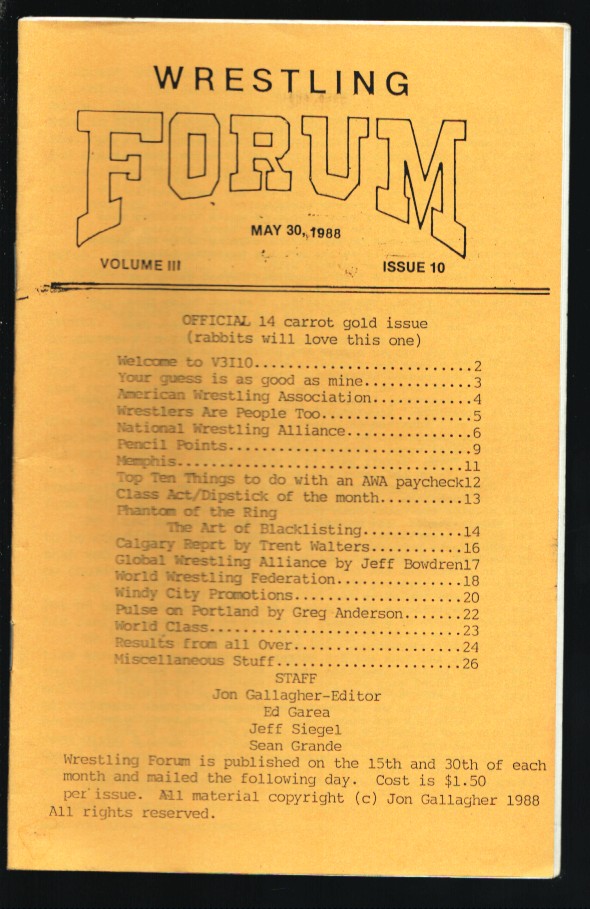 WRESTLING
FORUM
MAY 30, 1988
VOLUME III ISSUE 10
OFFICIAL 14 carrot gold issue
(rabbits will love this one)
Welcome to V3I10..........................2
Your guess is as good as mine.............3
American Wrestling Association............4
Wrestlers Are People Too..................5
National Wrestling Alliance...............6
Pencil Points.............................9
Memphis..................................11
Top Ten Things to do with an AWA paycheck12
Class Act/Dipstick of the month..........13
Phantom of the Ring
The Art of Blacklisting............14
Calgary Reprt by Trent Walters...........16
Global Wrestling Alliance by Jeff Bowdren17
World Wrestling Federation...............18
Windy City Promotions....................20
Pulse on Portland by Greg Anderson.......22
World Class..............................23
Results from all Over....................24
Miscellaneous Stuff......................26
STAFF
Jon Gallagher-Editor
Ed Garea
Jeff Siegel
Sean Grande
Wrestling Forum is published on the 15th and 30th of each
month and mailed the following day. Cost is $1.50
per issue. All material copyright (c) Jon Gallagher 1988
All rights reserved.